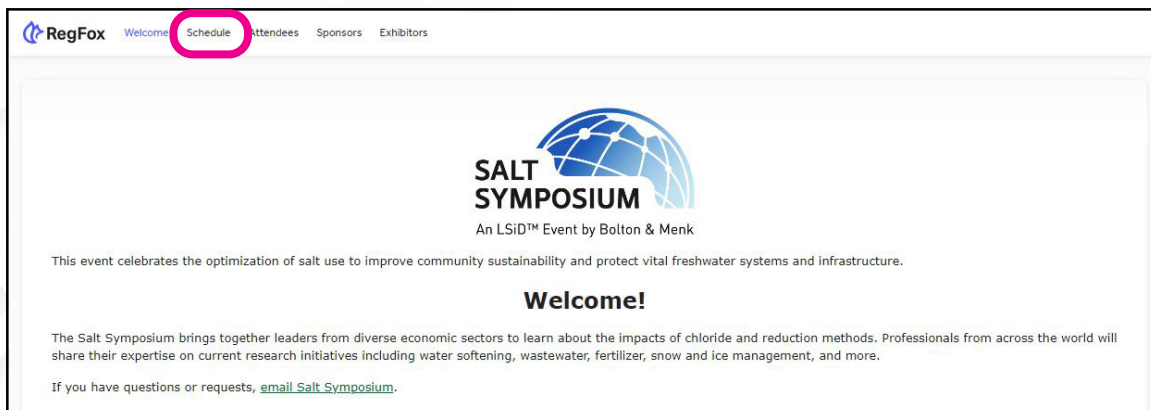 RegFox Welcome Schedule Attendees Sponsors Exhibitors
SALT
SYMPOSIUM
An LSiD™ Event by Bolton & Menk
This event celebrates the optimization of salt use to improve community sustainability and protect vital freshwater systems and infrastructure.
Welcome!
The Salt Symposium brings together leaders from diverse economic sectors to learn about the impacts of chloride and reduction methods. Professionals from across the world will
share their expertise on current research initiatives including water softening, wastewater, fertilizer, snow and ice management, and more.
If you have questions or requests, email Salt Symposium.